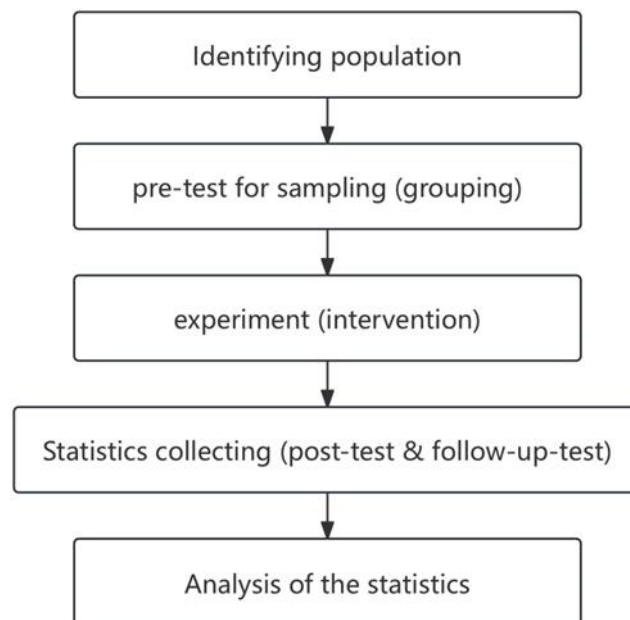 Identifying population
pre-test for sampling (grouping)
experiment (intervention)
Statistics collecting (post-test & follow-up-test)
Analysis of the statistics